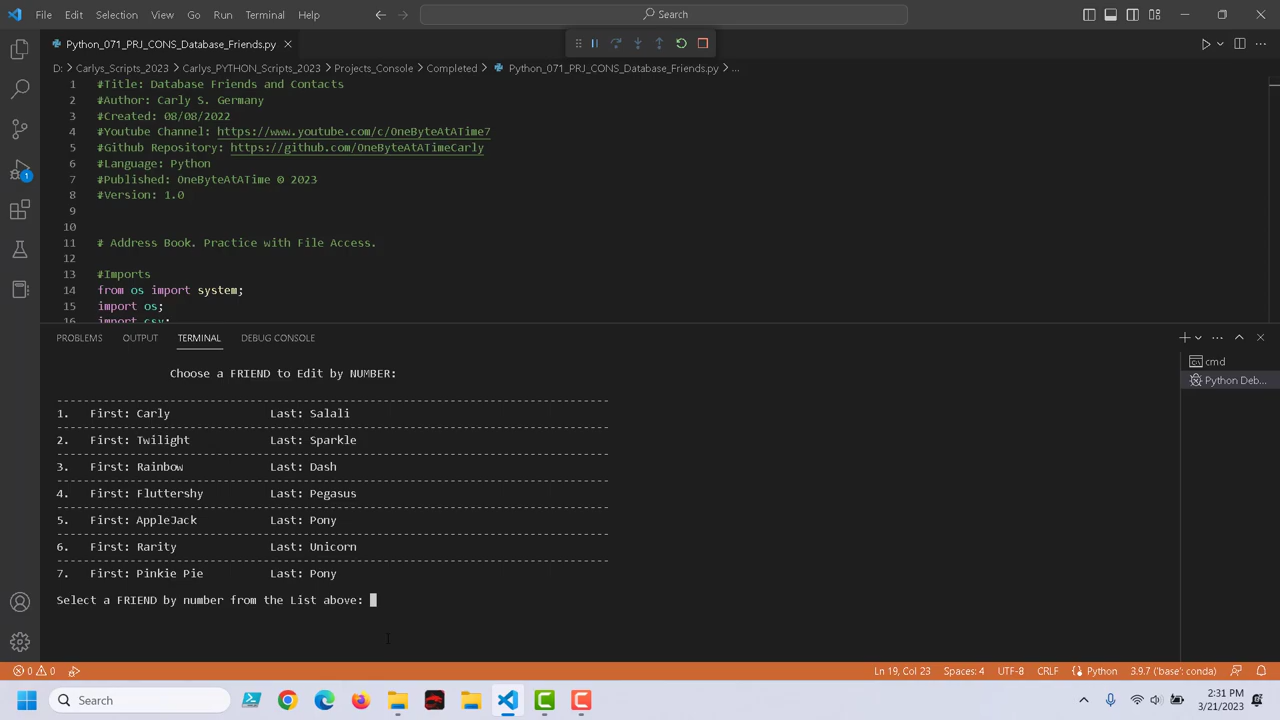 File Edit Selection View Go Run Terminal Help Search
Python_071_PRJ_CONS_Database_Friends.py
D: > Carlys_Scripts_2023 > Carlys_PYTHON_Scripts_2023 > Projects_Console > Completed > Python_071_PRJ_CONS_Database_Friends.py > ...
1 #Title: Database Friends and Contacts
2 #Author: Carly S. Germany
3 #Created: 08/08/2022
4 #Youtube Channel: https://www.youtube.com/c/OneByteAtATime7
5 #Github Repository: https://github.com/OneByteAtATimeCarly
6 #Language: Python
7 #Published: OneByteAtATime © 2023
8 #Version: 1.0
9
10
11 # Address Book. Practice with File Access.
12
13 #Imports
14 from os import system;
15 import os;
16 import csv;
PROBLEMS OUTPUT TERMINAL DEBUG CONSOLE
cmd
Python Deb...
Choose a FRIEND to Edit by NUMBER:
-----------------------------------------------------------------------------------
1. First: Carly Last: Salali
-----------------------------------------------------------------------------------
2. First: Twilight Last: Sparkle
-----------------------------------------------------------------------------------
3. First: Rainbow Last: Dash
-----------------------------------------------------------------------------------
4. First: Fluttershy Last: Pegasus
-----------------------------------------------------------------------------------
5. First: AppleJack Last: Pony
-----------------------------------------------------------------------------------
6. First: Rarity Last: Unicorn
-----------------------------------------------------------------------------------
7. First: Pinkie Pie Last: Pony
Select a FRIEND by number from the List above:
0 0 Ln 19, Col 23 Spaces: 4 UTF-8 CRLF Python 3.9.7 ('base': conda)
Search 2:31 PM
3/21/2023
1